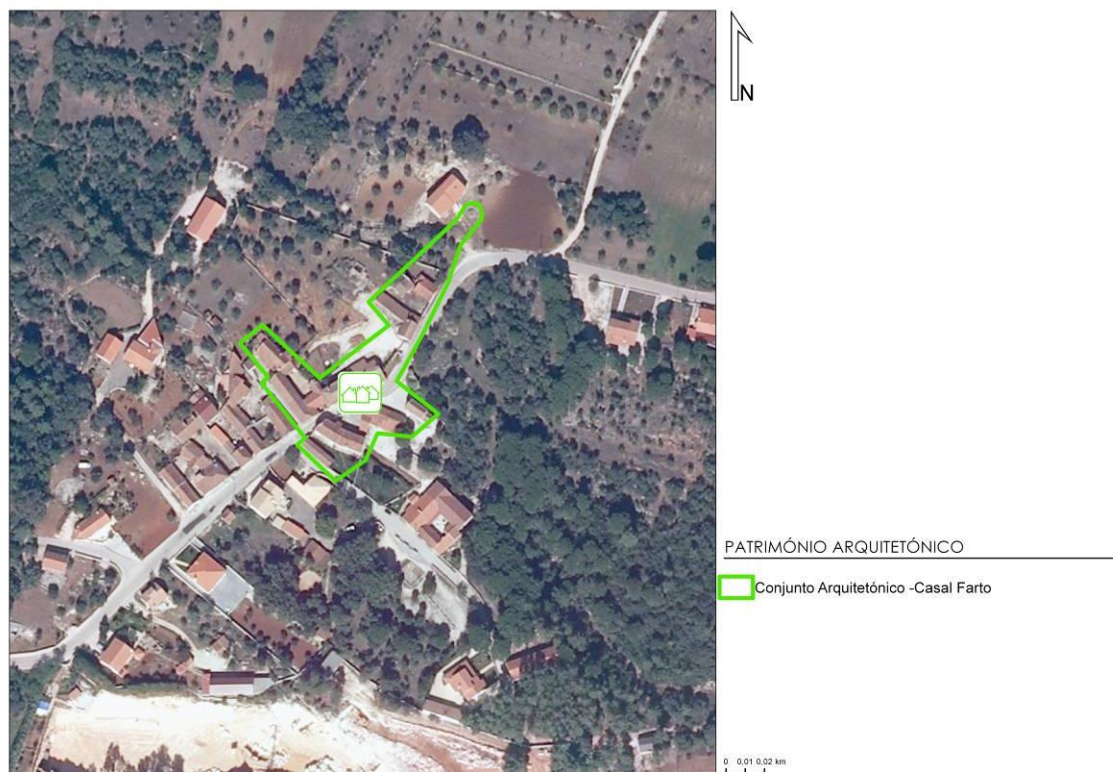 N
PATRIMÓNIO ARQUITETÓNICO
Conjunto Arquitetónico -Casal Farto
0 0,01 0,02 km